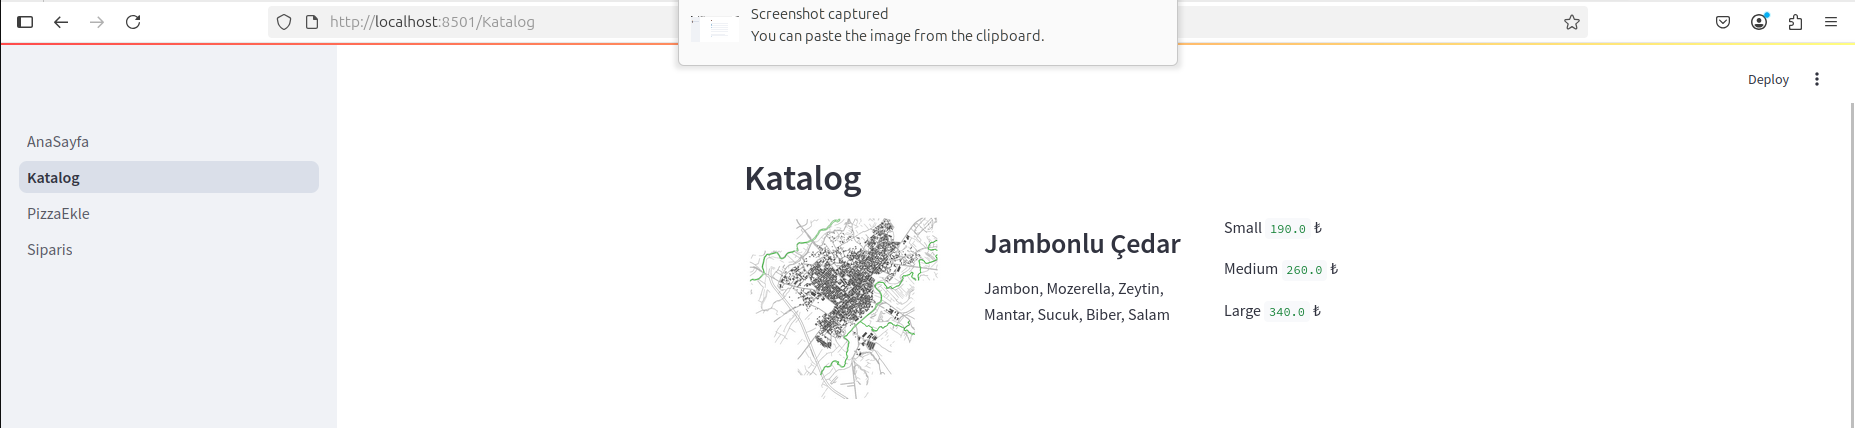 http://localhost:8501/Katalog
Screenshot captured
You can paste the image from the clipboard.
Deploy
AnaSayfa
Katalog
PizzaEkle
Siparis
Katalog
Jambonlu Çedar
Jambon, Mozerella, Zeytin,
Mantar, Sucuk, Biber, Salam
Small 190.0 ₺
Medium 260.0 ₺
Large 340.0 ₺